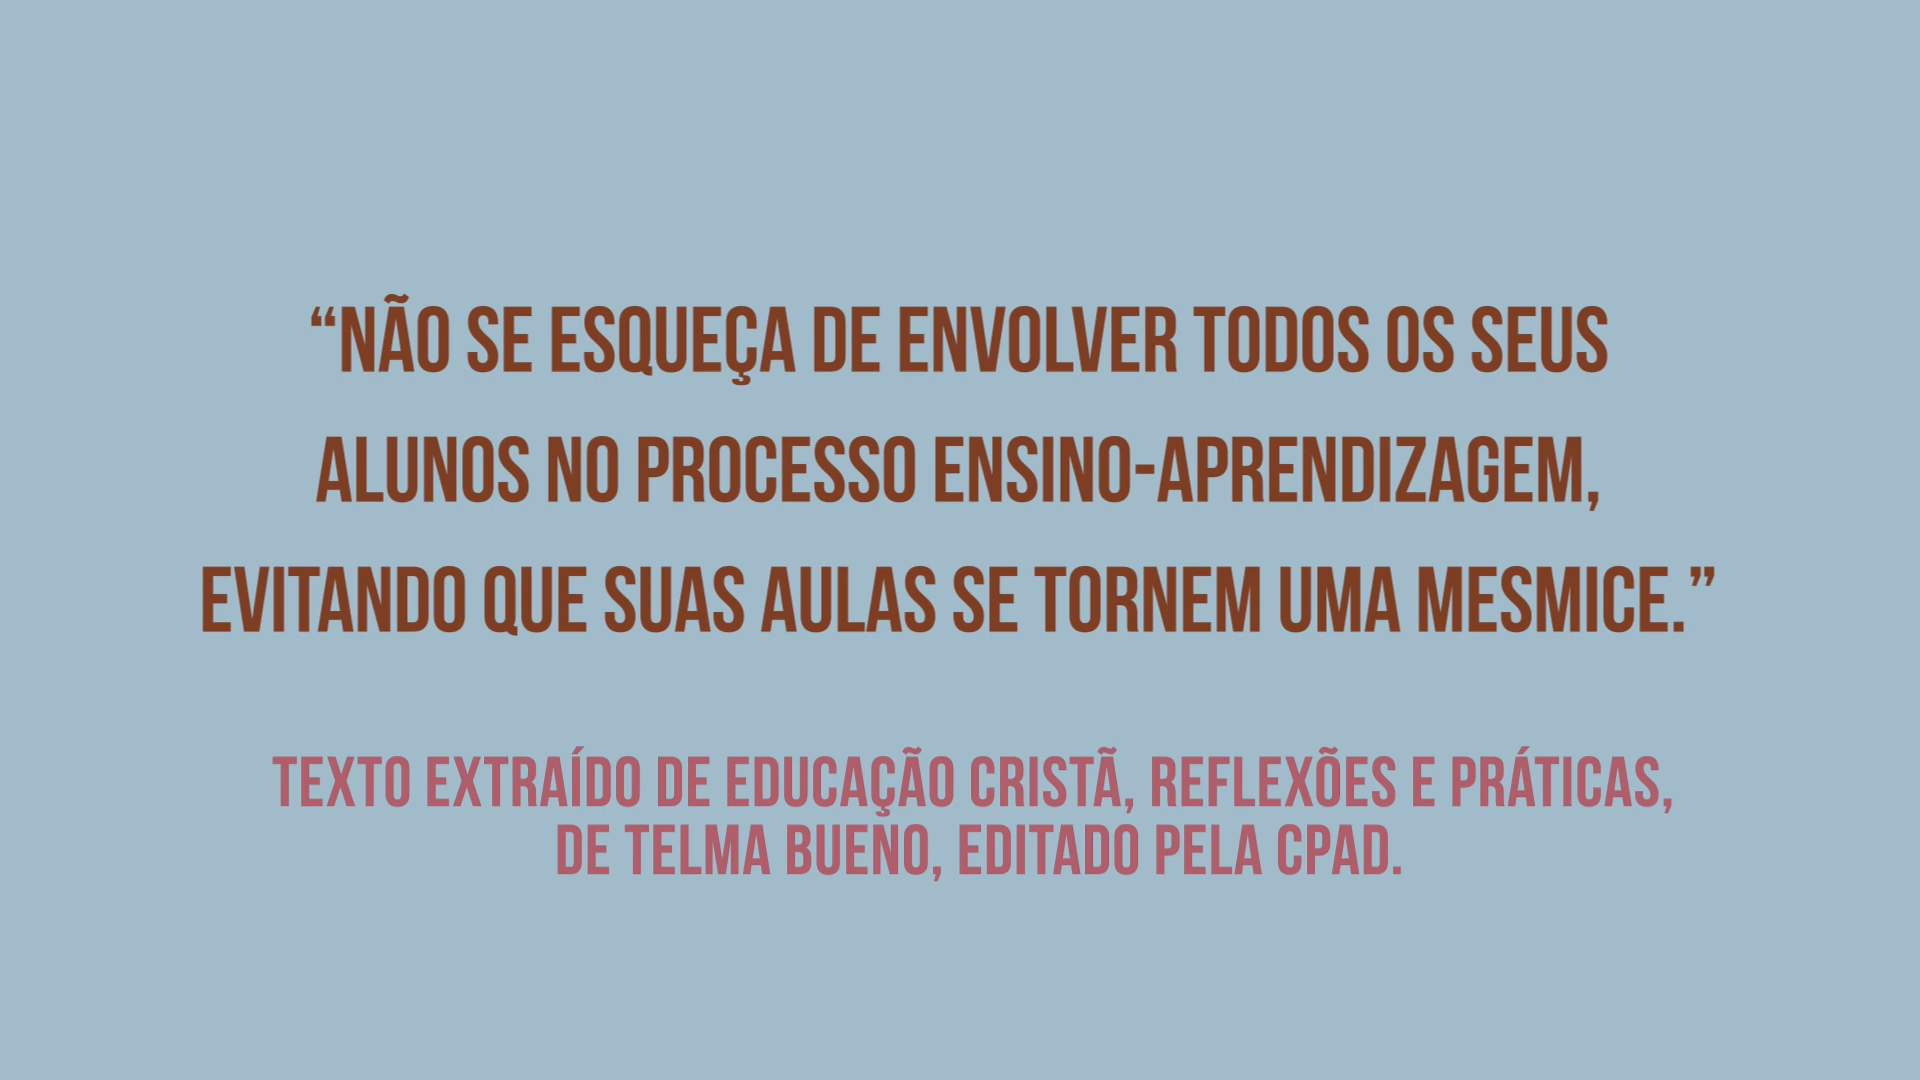 “NÃO SE ESQUEÇA DE ENVOLVER TODOS OS SEUS
ALUNOS NO PROCESSO ENSINO-APRENDIZAGEM,
EVITANDO QUE SUAS AULAS SE TORNEM UMA MESMICE.”
TEXTO EXTRAÍDO DE EDUCAÇÃO CRISTÃ, REFLEXÕES E PRÁTICAS,
DE TELMA BUENO, EDITADO PELA CPAD.